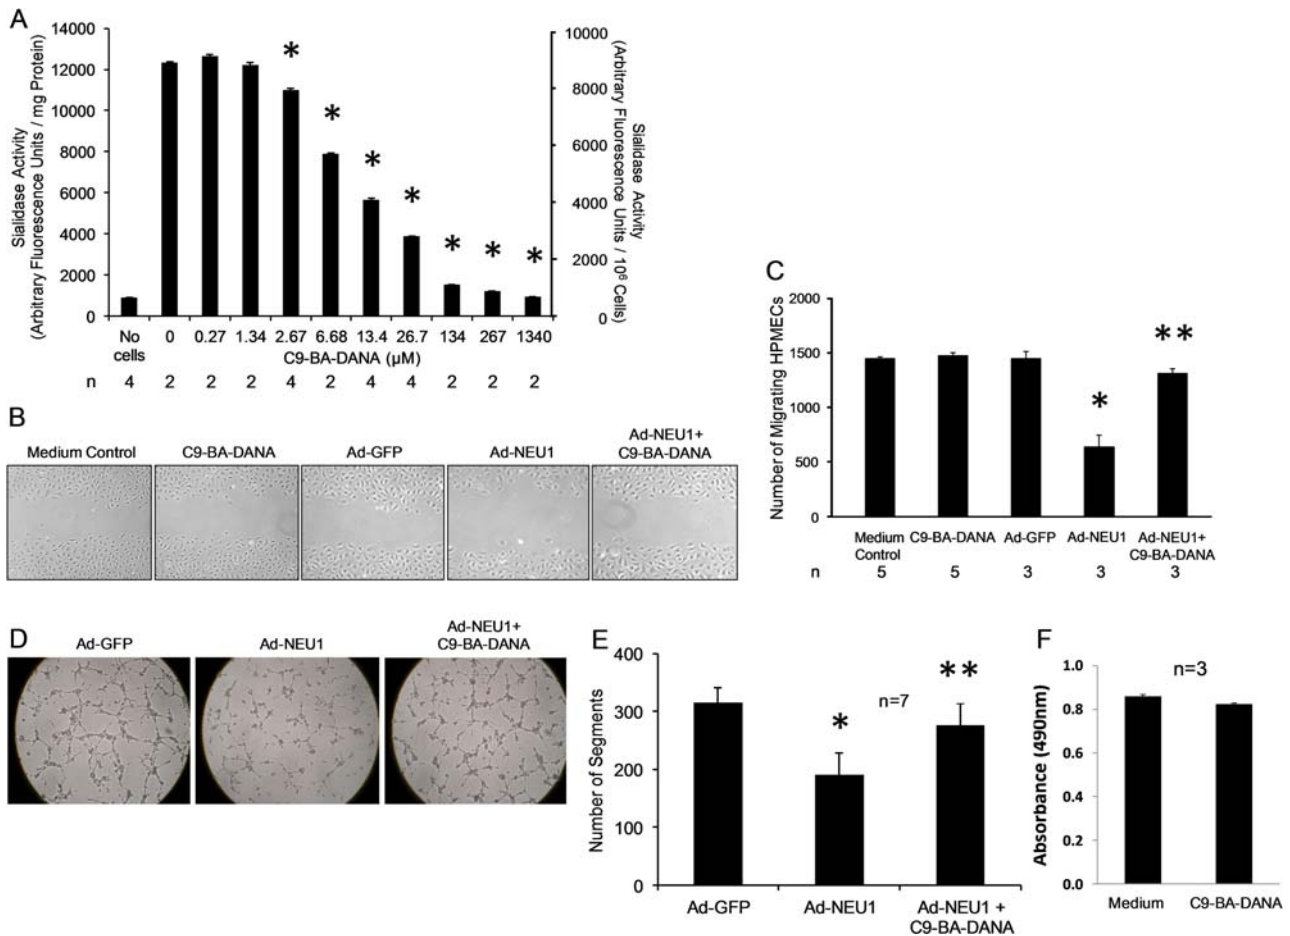 A
14000
12000
10000
8000
6000
4000
2000
0
Sialidase Activity
(Arbitrary Fluorescence Units / mg Protein)
10000
8000
6000
4000
2000
0
Sialidase Activity
(Arbitrary Fluorescence Units / 10⁶ Cells)
* * * * * * *
No cells 0 0.27 1.34 2.67 6.68 13.4 26.7 134 267 1340
C9-BA-DANA (µM)
n 4 2 2 2 4 2 4 4 2 2 2
B
Medium Control C9-BA-DANA Ad-GFP Ad-NEU1 Ad-NEU1+
C9-BA-DANA
C
2000
1500
1000
500
0
Number of Migrating HPMECs
* **
Medium Control C9-BA-DANA Ad-GFP Ad-NEU1 Ad-NEU1+
C9-BA-DANA
n 5 5 3 3 3
D
Ad-GFP Ad-NEU1 Ad-NEU1+
C9-BA-DANA
E
400
300
200
100
0
Number of Segments
* n=7 **
Ad-GFP Ad-NEU1 Ad-NEU1 +
C9-BA-DANA
F
1.0
0.8
0.6
0.4
0.2
0.0
Absorbance (490nm)
n=3
Medium C9-BA-DANA